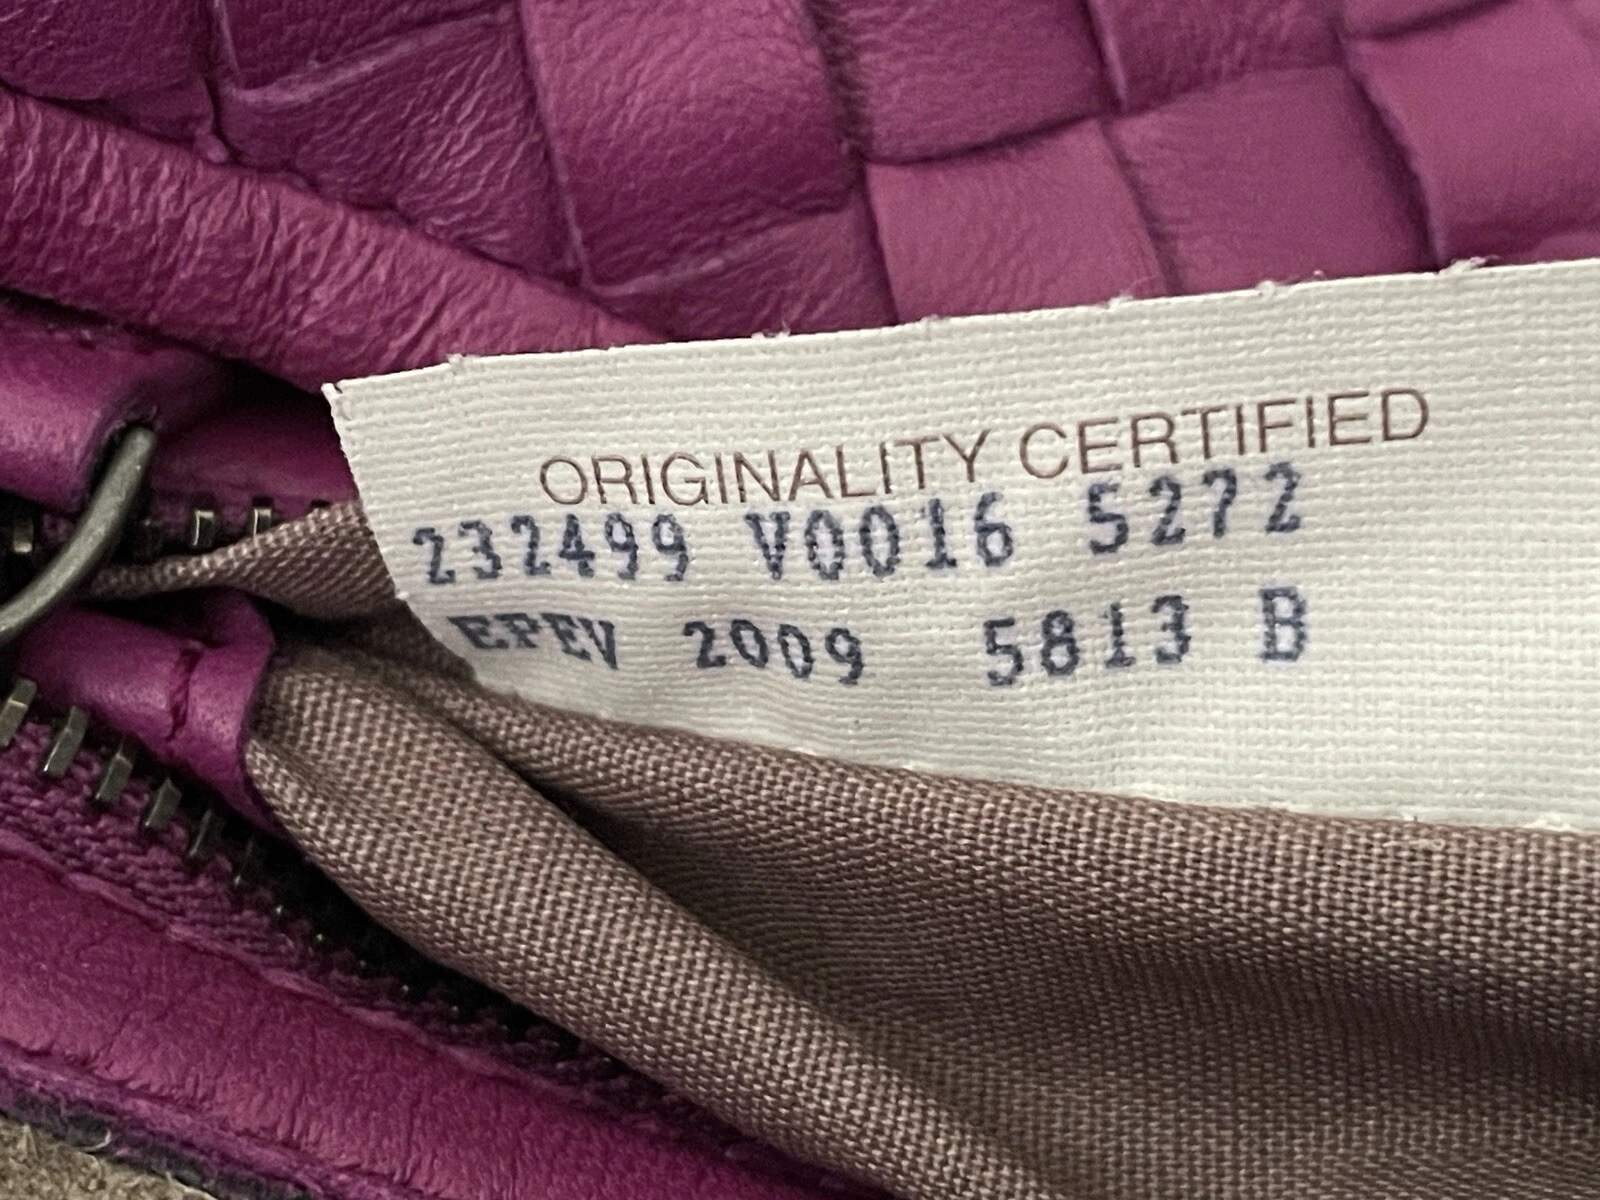 ORIGINALITY CERTIFIED
232499 V0016 5272
EPEV 2009 5813 B